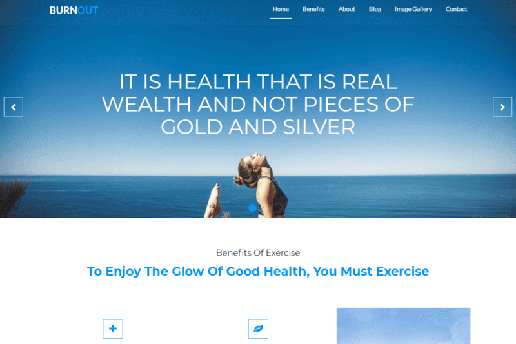 BURNOUT
Home Benefits About Blog Image Gallery Contact
IT IS HEALTH THAT IS REAL
WEALTH AND NOT PIECES OF
GOLD AND SILVER
Benefits Of Exercise
To Enjoy The Glow Of Good Health, You Must Exercise